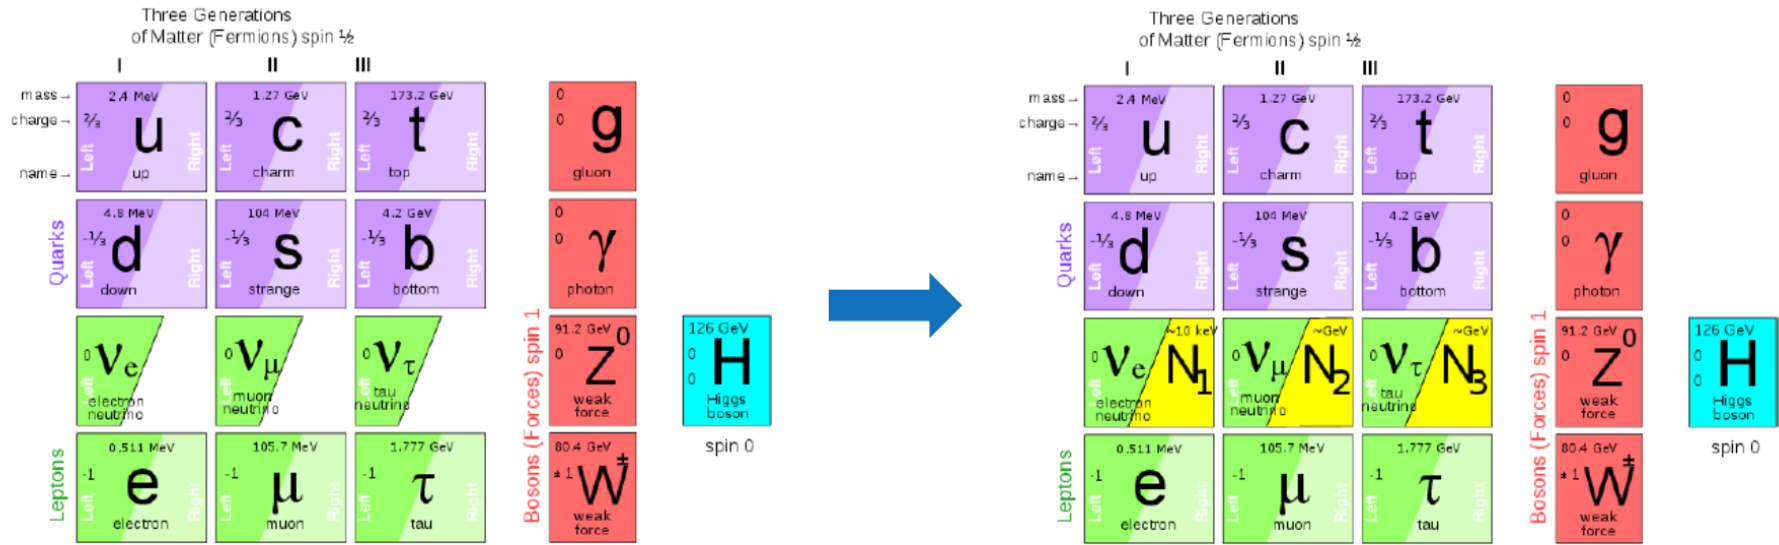 Three Generations
of Matter (Fermions) spin ½
I II III
mass→ 2.4 MeV 1.27 GeV 173.2 GeV
charge→ ⅔ ⅔ ⅔
u c t
Left Right Left Right Left Right
name→ up charm top
0
0
g
gluon
Quarks
4.8 MeV 104 MeV 4.2 GeV
-⅓ -⅓ -⅓
d s b
Left Right Left Right Left Right
down strange bottom
0
0
γ
photon
0 νe 0 νμ 0 ντ
Left Left Left
electron neutrino
muon neutrino
tau neutrino
Bosons (Forces) spin 1
91.2 GeV
0
Z0
weak
force
126 GeV
0
0
H
Higgs
boson
spin 0
Leptons
0.511 MeV 105.7 MeV 1.777 GeV
-1 -1 -1
e μ τ
Left Right Left Right Left Right
electron muon tau
80.4 GeV
±1
W±
weak
force
Three Generations
of Matter (Fermions) spin ½
I II III
mass→ 2.4 MeV 1.27 GeV 173.2 GeV
charge→ ⅔ ⅔ ⅔
u c t
Left Right Left Right Left Right
name→ up charm top
0
0
g
gluon
Quarks
4.8 MeV 104 MeV 4.2 GeV
-⅓ -⅓ -⅓
d s b
Left Right Left Right Left Right
down strange bottom
0
0
γ
photon
~10 keV ~GeV ~GeV
0 νe N1 0 νμ N2 0 ντ N3
Left Left Left
electron neutrino
muon neutrino
tau neutrino
Bosons (Forces) spin 1
91.2 GeV
0
Z0
weak
force
126 GeV
0
0
H
Higgs
boson
spin 0
Leptons
0.511 MeV 105.7 MeV 1.777 GeV
-1 -1 -1
e μ τ
Left Right Left Right Left Right
electron muon tau
80.4 GeV
±1
W±
weak
force